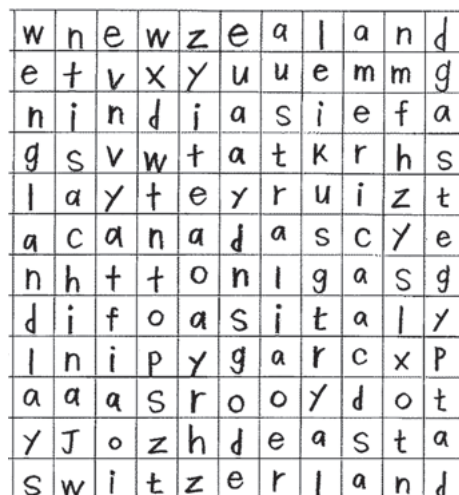 w n e w z e a l a n d
e t v x y u u e m m g
n i n d i a s i e f a
g s v w t a t k r h s
l a y t e y r u i z t
a c a n a d a s c y e
n h t t o n l g a s g
d i f o a s i t a l y
l n i p y g a r c x p
a a a s r o o y d o t
y J o z h d e a s t a
s w i t z e r l a n d